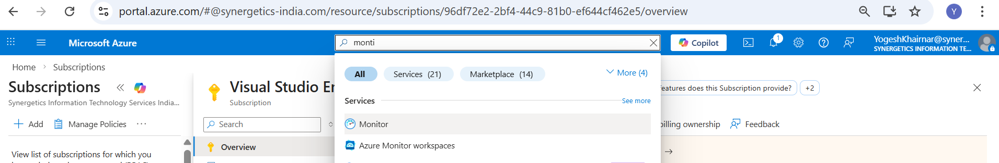 portal.azure.com/#@synergetics-india.com/resource/subscriptions/96df72e2-2bf4-44c9-81b0-ef644cf462e5/overview
Y
Microsoft Azure
monti
Copilot
1
YogeshKhairnar@syner...
SYNERGETICS INFORMATION TE...
Home > Subscriptions
Subscriptions
Synergetics Information Technology Services India...
Add
Manage Policies
...
View list of subscriptions for which you
Visual Studio
Subscription
Search
Overview
All
Services (21)
Marketplace (14)
More (4)
Services
See more
Monitor
Azure Monitor workspaces
features does this Subscription provide?
+2
billing ownership
Feedback